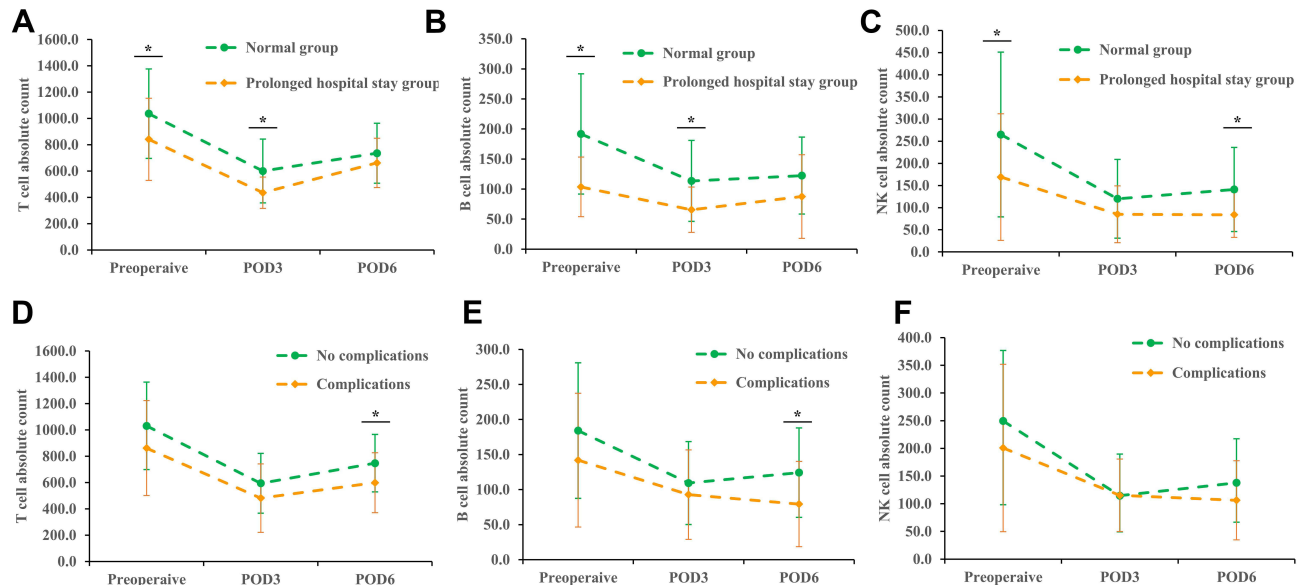 A
T cell absolute count
1600.0
1400.0
1200.0
1000.0
800.0
600.0
400.0
200.0
0.0
*
*
Normal group
Prolonged hospital stay group
Preoperaive POD3 POD6
B
B cell absolute count
350.0
300.0
250.0
200.0
150.0
100.0
50.0
0.0
*
*
Normal group
Prolonged hospital stay group
Preoperaive POD3 POD6
C
NK cell absolute count
500.0
450.0
400.0
350.0
300.0
250.0
200.0
150.0
100.0
50.0
0.0
*
*
Normal group
Prolonged hospital stay group
Preoperaive POD3 POD6
D
T cell absolute count
1600.0
1400.0
1200.0
1000.0
800.0
600.0
400.0
200.0
0.0
No complications
Complications
*
Preoperaive POD3 POD6
E
B cell absolute count
300.0
250.0
200.0
150.0
100.0
50.0
0.0
No complications
Complications
*
Preoperaive POD3 POD6
F
NK cell absolute count
400.0
350.0
300.0
250.0
200.0
150.0
100.0
50.0
0.0
No complications
Complications
Preoperaive POD3 POD6